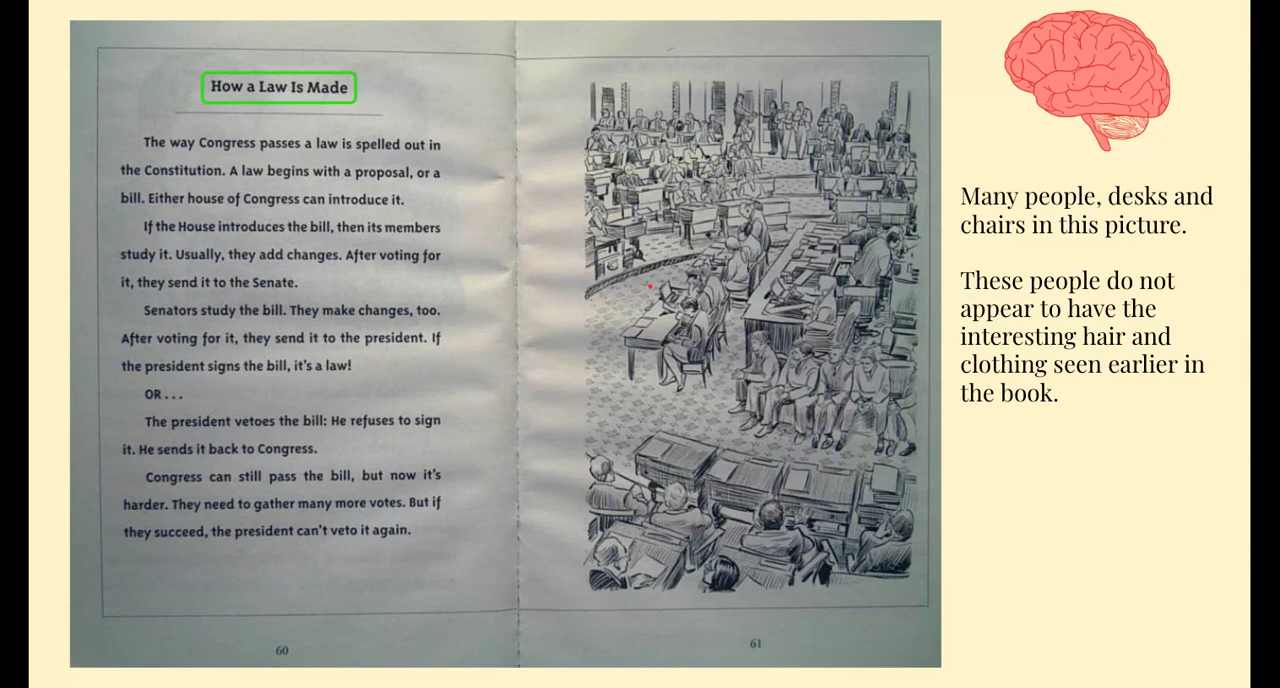 How a Law Is Made
The way Congress passes a law is spelled out in
the Constitution. A law begins with a proposal, or a
bill. Either house of Congress can introduce it.
If the House introduces the bill, then its members
study it. Usually, they add changes. After voting for
it, they send it to the Senate.
Senators study the bill. They make changes, too.
After voting for it, they send it to the president. If
the president signs the bill, it's a law!
OR...
The president vetoes the bill: He refuses to sign
it. He sends it back to Congress.
Congress can still pass the bill, but now it's
harder. They need to gather many more votes. But if
they succeed, the president can't veto it again.
60
61
Many people, desks and
chairs in this picture.
These people do not
appear to have the
interesting hair and
clothing seen earlier in
the book.